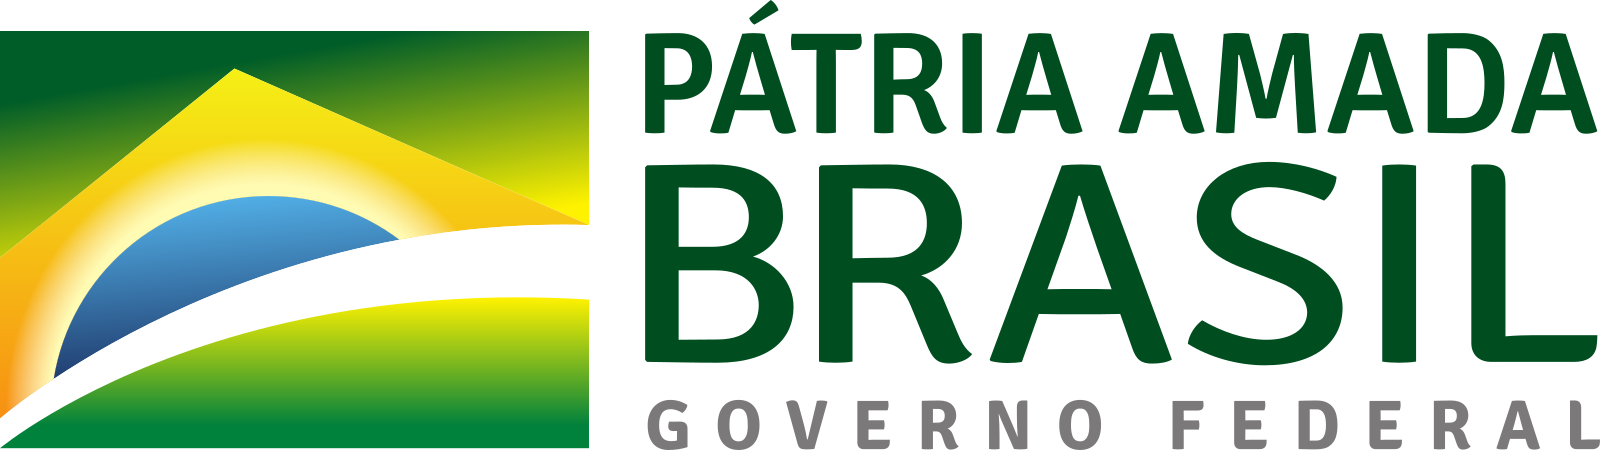 PÁTRIA AMADA
BRASIL
GOVERNO FEDERAL